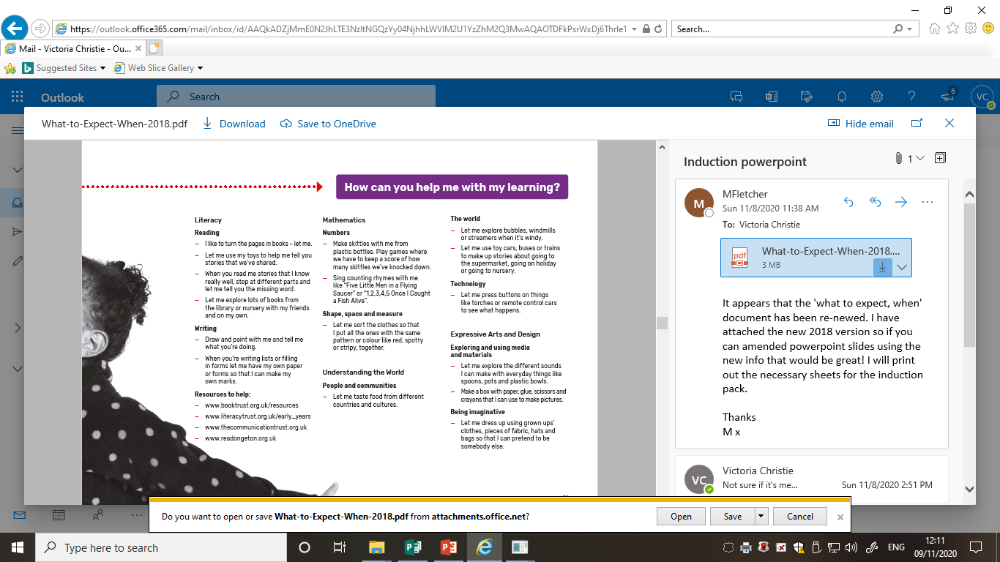 https://outlook.office365.com/mail/inbox/id/AAQkADZjMmE0N2JhLTE3NzItNGQzYy04NjhhLWVlM2U1YzZhM2Q3MwAQAOTDFkPsrWxDj6ThrIe1
Search...
Mail - Victoria Christie - Ou...
Suggested Sites
Web Slice Gallery
Outlook
Search
6
VC
What-to-Expect-When-2018.pdf
Download
Save to OneDrive
Hide email
How can you help me with my learning?
Literacy
Reading
– I like to turn the pages in books – let me.
– Let me use my toys to help me tell you
stories that we've shared.
– When you read me stories that I know
really well, stop at different parts and
let me tell you the missing word.
– Let me explore lots of books from
the library or nursery with my friends
and on my own.
Writing
– Draw and paint with me and tell me
what you're doing.
– When you're writing lists or filling
in forms let me have my own paper
or forms so that I can make my
own marks.
Resources to help:
– www.booktrust.org.uk/resources
– www.literacytrust.org.uk/early_years
– www.thecommunicationtrust.org.uk
– www.readongeton.org.uk
Mathematics
Numbers
– Make skittles with me from
plastic bottles. Play games where
we have to keep a score of how
many skittles we've knocked down.
– Sing counting rhymes with me
like “Five Little Men in a Flying
Saucer” or “1,2,3,4,5 Once I Caught
a Fish Alive”.
Shape, space and measure
– Let me sort the clothes so that
I put all the ones with the same
pattern or colour like red, spotty
or stripy, together.
Understanding the World
People and communities
– Let me taste food from different
countries and cultures.
The world
– Let me explore bubbles, windmills
or streamers when it's windy.
– Let me use toy cars, buses or trains
to make up stories about going to
the supermarket, going on holiday
or going to nursery.
Technology
– Let me press buttons on things
like torches or remote control cars
to see what happens.
Expressive Arts and Design
Exploring and using media
and materials
– Let me explore the different sounds
I can make with everyday things like
spoons, pots and plastic bowls.
– Make a box with paper, glue, scissors and
crayons that I can use to make pictures.
Being imaginative
– Let me dress up using grown ups'
clothes, pieces of fabric, hats and
bags so that I can pretend to be
somebody else.
Induction powerpoint
1
M
MFletcher
Sun 11/8/2020 11:38 AM
To: Victoria Christie
pdf
What-to-Expect-When-2018....
3 MB
It appears that the 'what to expect, when'
document has been re-newed. I have
attached the new 2018 version so if you
can amended powerpoint slides using the
new info that would be great! I will print
out the necessary sheets for the induction
pack.
Thanks
M x
VC
Victoria Christie
Not sure if it's me...
Sun 11/8/2020 2:51 PM
Do you want to open or save What-to-Expect-When-2018.pdf from attachments.office.net?
Open
Save
Cancel
Type here to search
ENG
12:11
09/11/2020